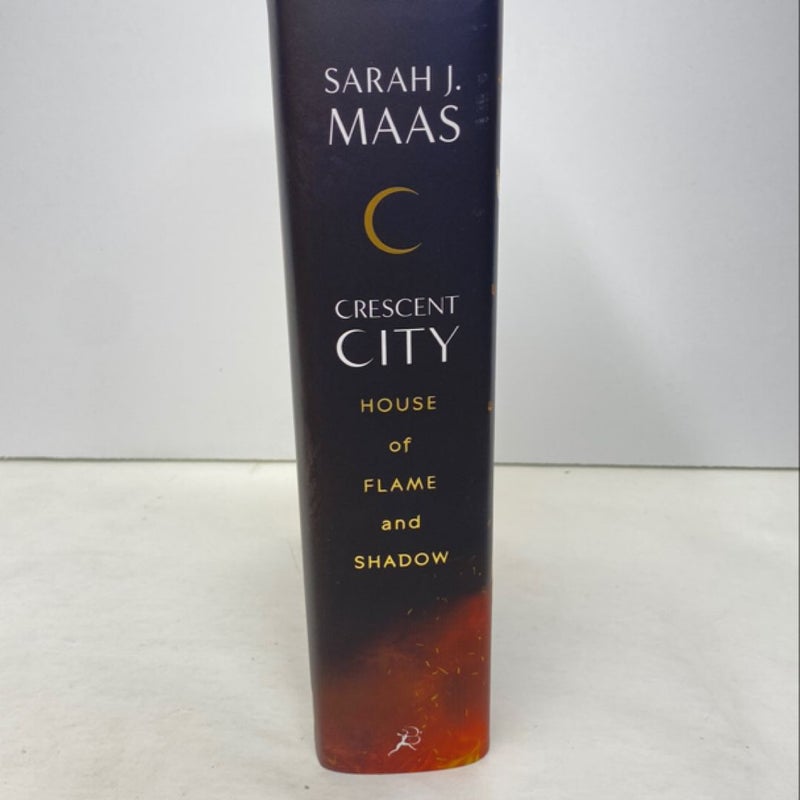 SARAH J.
MAAS
CRESCENT
CITY
HOUSE
of
FLAME
and
SHADOW